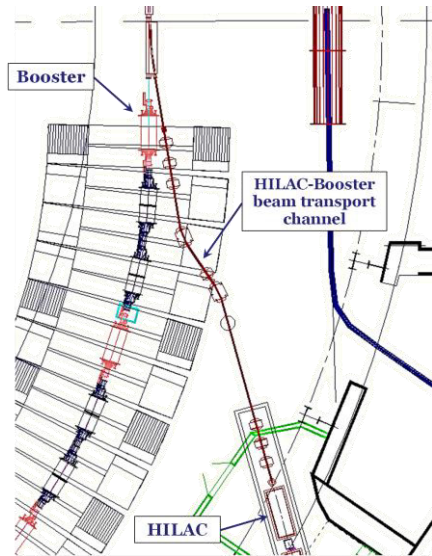 Booster
HILAC-Booster
beam transport
channel
HILAC